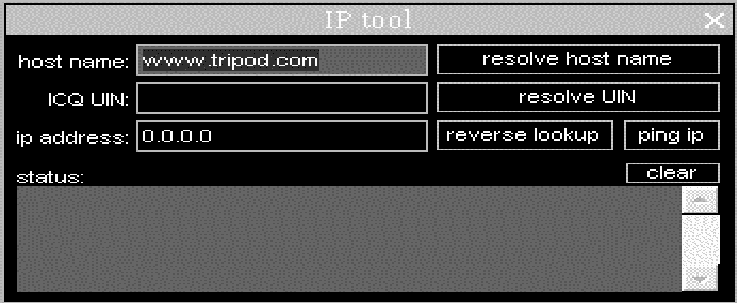 IP tool
host name: www.tripod.com resolve host name
ICQ UIN: resolve UIN
ip address: 0.0.0.0 reverse lookup ping ip
status: clear